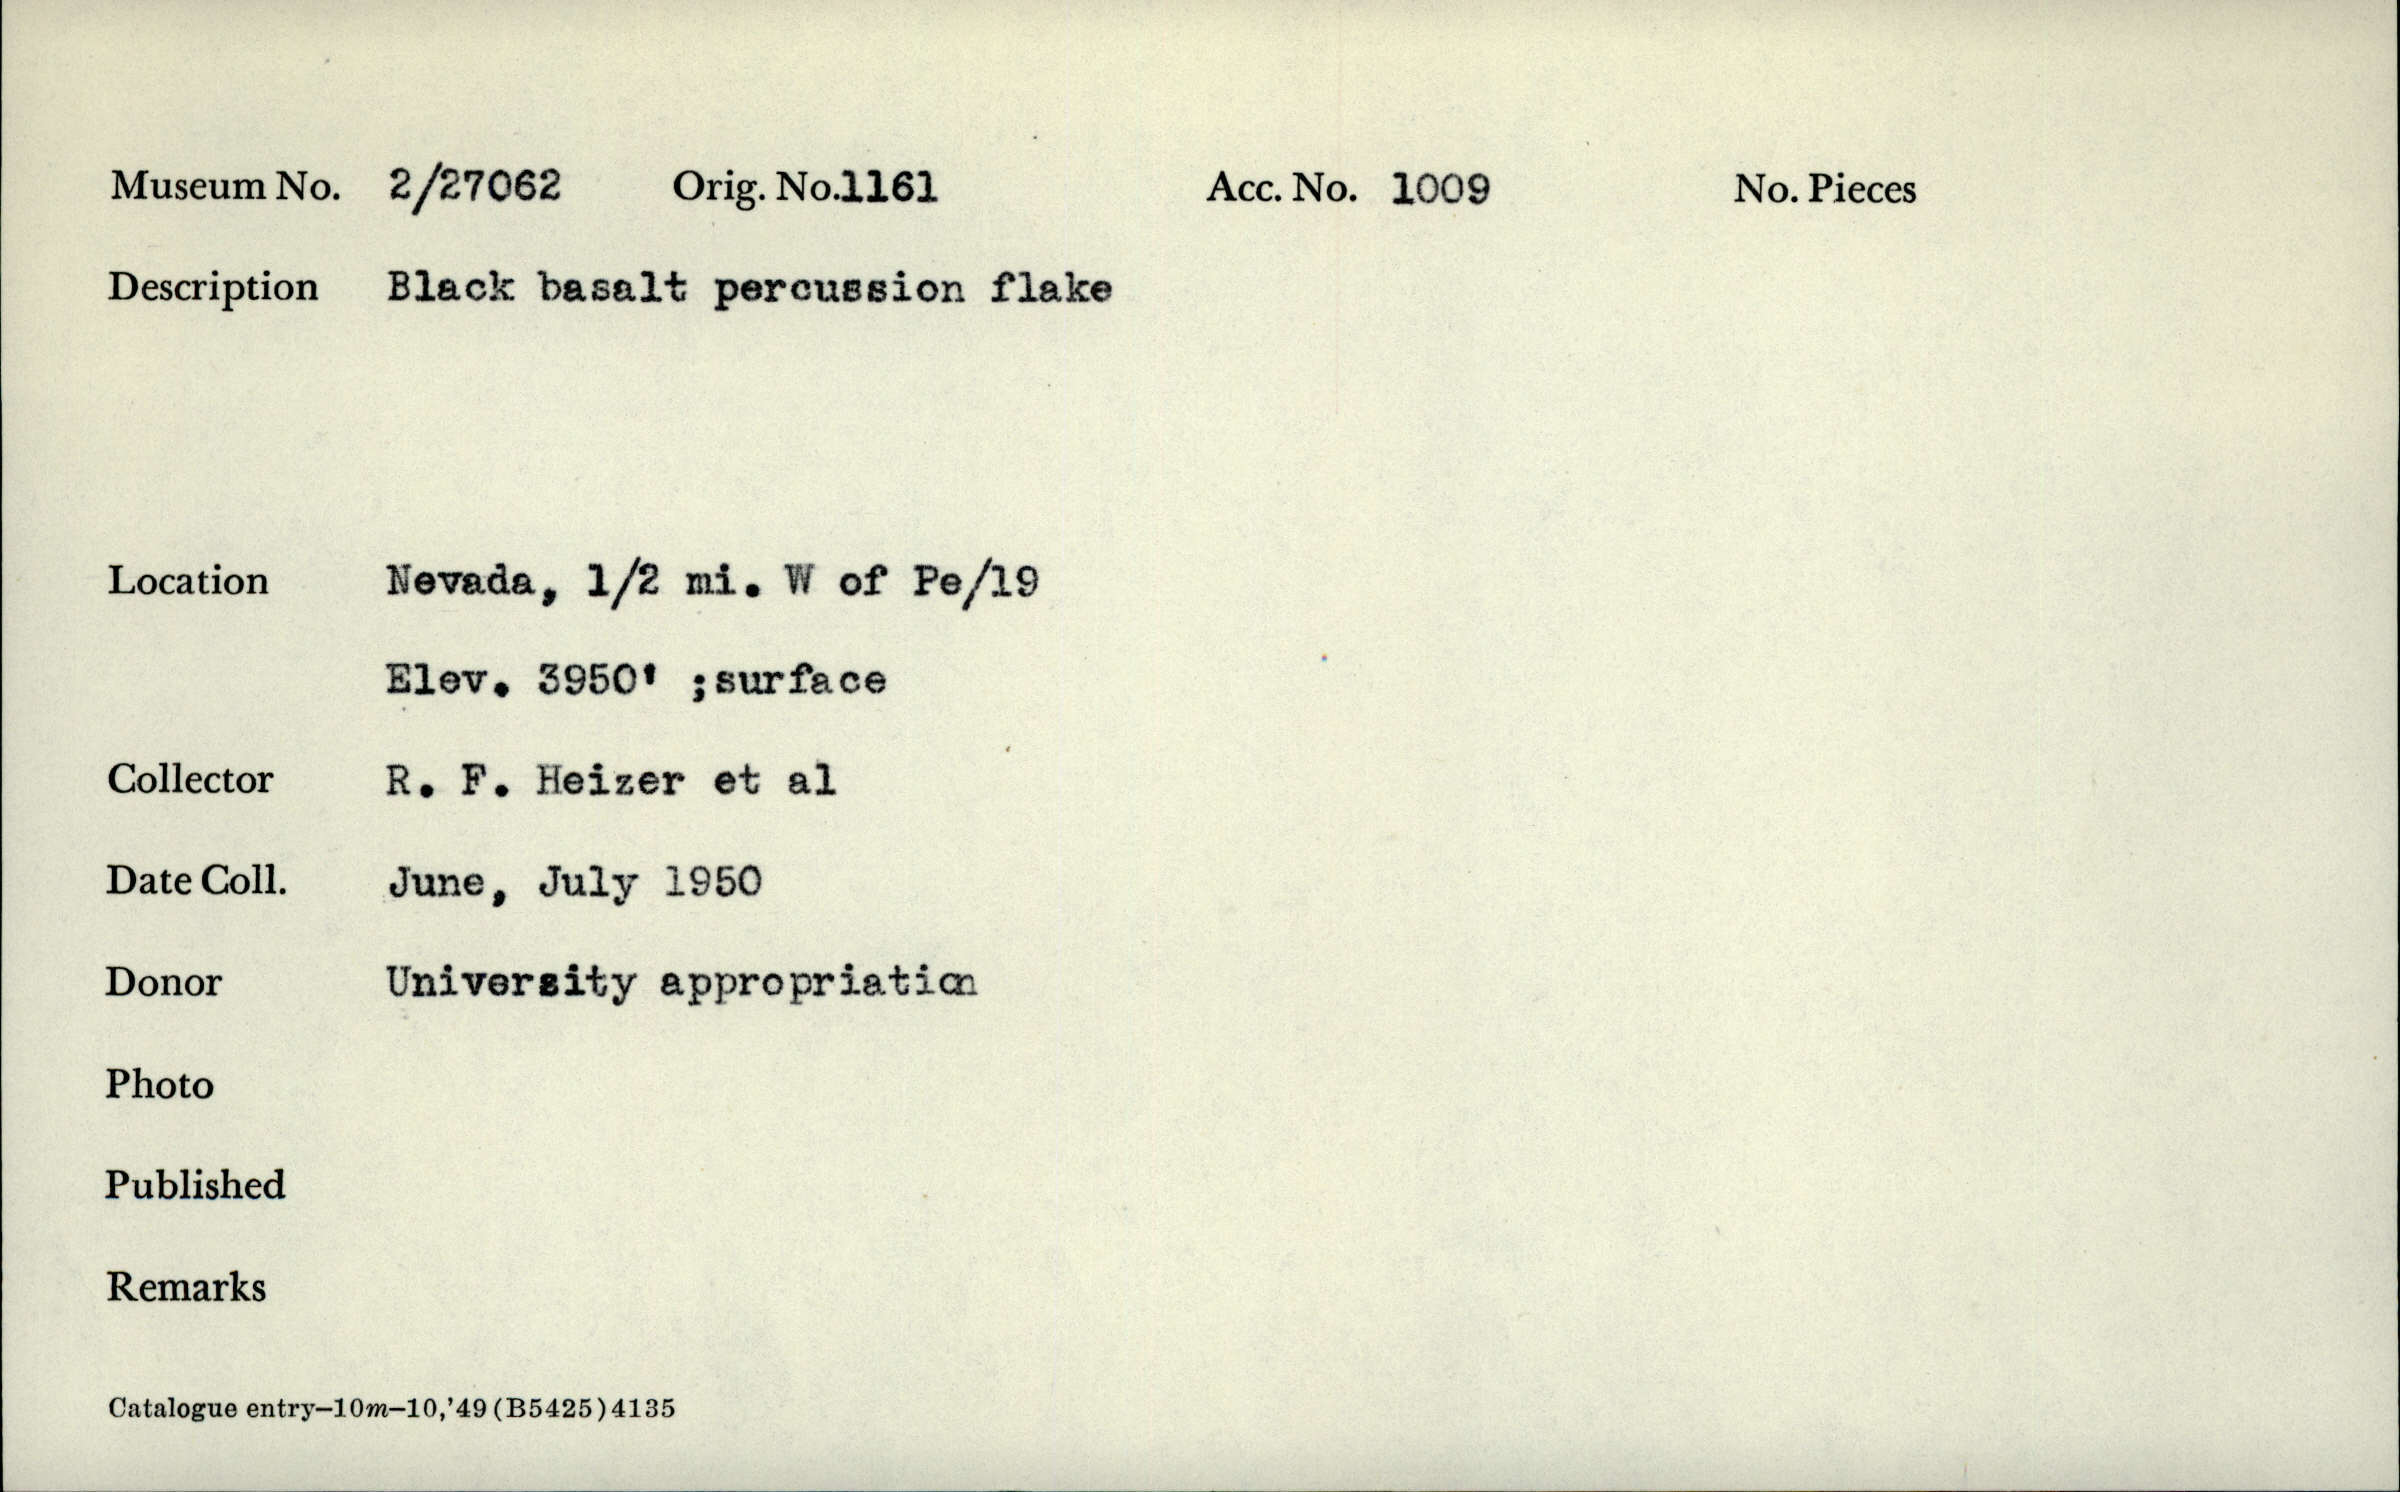 Museum No. 2/27062 Orig. No.1161 Acc. No. 1009 No. Pieces
Description Black basalt percussion flake
Location Nevada, 1/2 mi. W of Pe/19
Elev. 3950' ;surface
Collector R. F. Heizer et al
Date Coll. June, July 1950
Donor University appropriation
Photo
Published
Remarks
Catalogue entry—10m—10,'49 (B5425) 4135